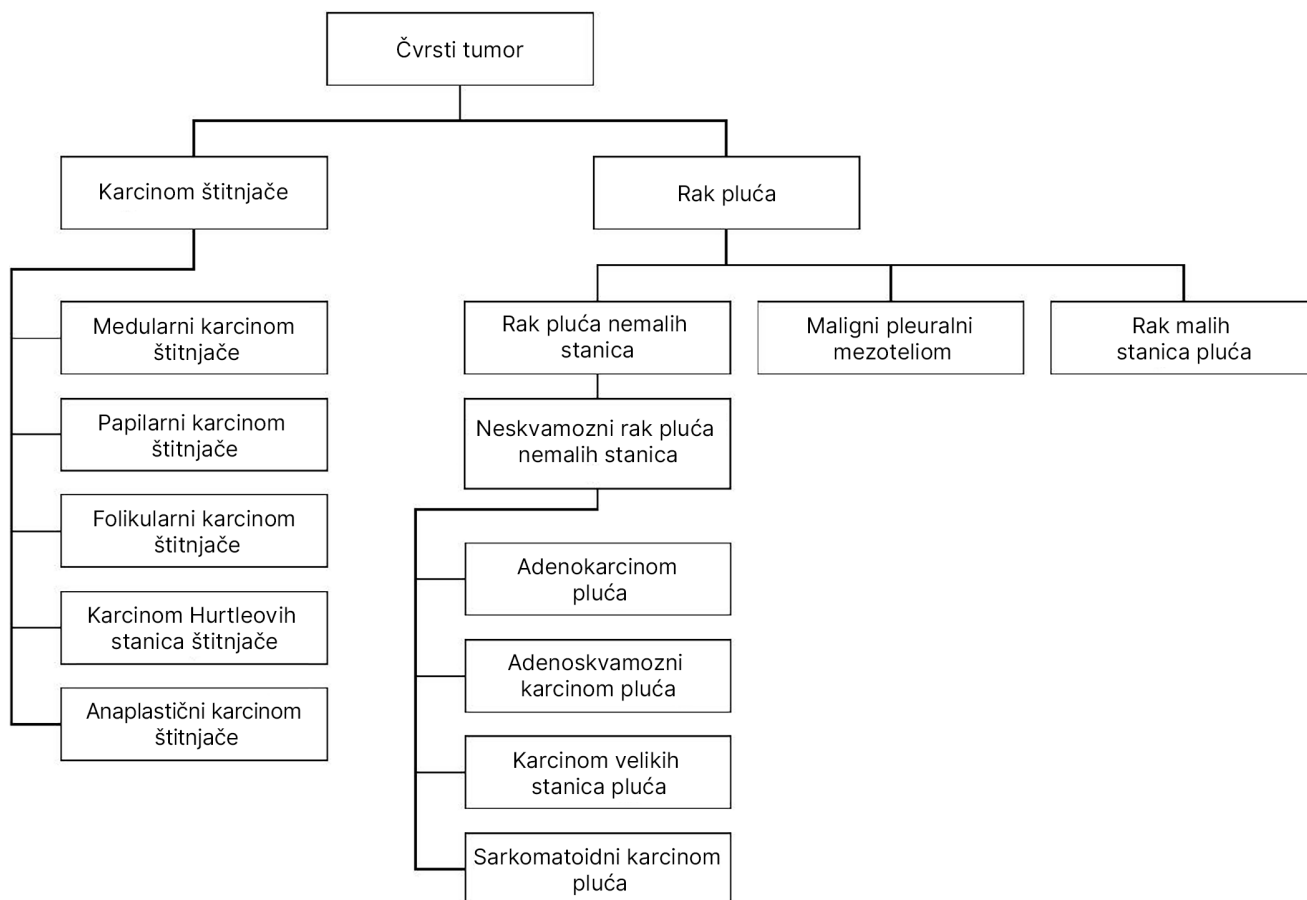 Čvrsti tumor
Karcinom štitnjače
Rak pluća
Medularni karcinom
štitnjače
Papilarni karcinom
štitnjače
Folikularni karcinom
štitnjače
Karcinom Hurtleovih
stanica štitnjače
Anaplastični karcinom
štitnjače
Rak pluća nemalih
stanica
Maligni pleuralni
mezoteliom
Rak malih
stanica pluća
Neskvamozni rak pluća
nemalih stanica
Adenokarcinom
pluća
Adenoskvamozni
karcinom pluća
Karcinom velikih
stanica pluća
Sarkomatoidni karcinom
pluća